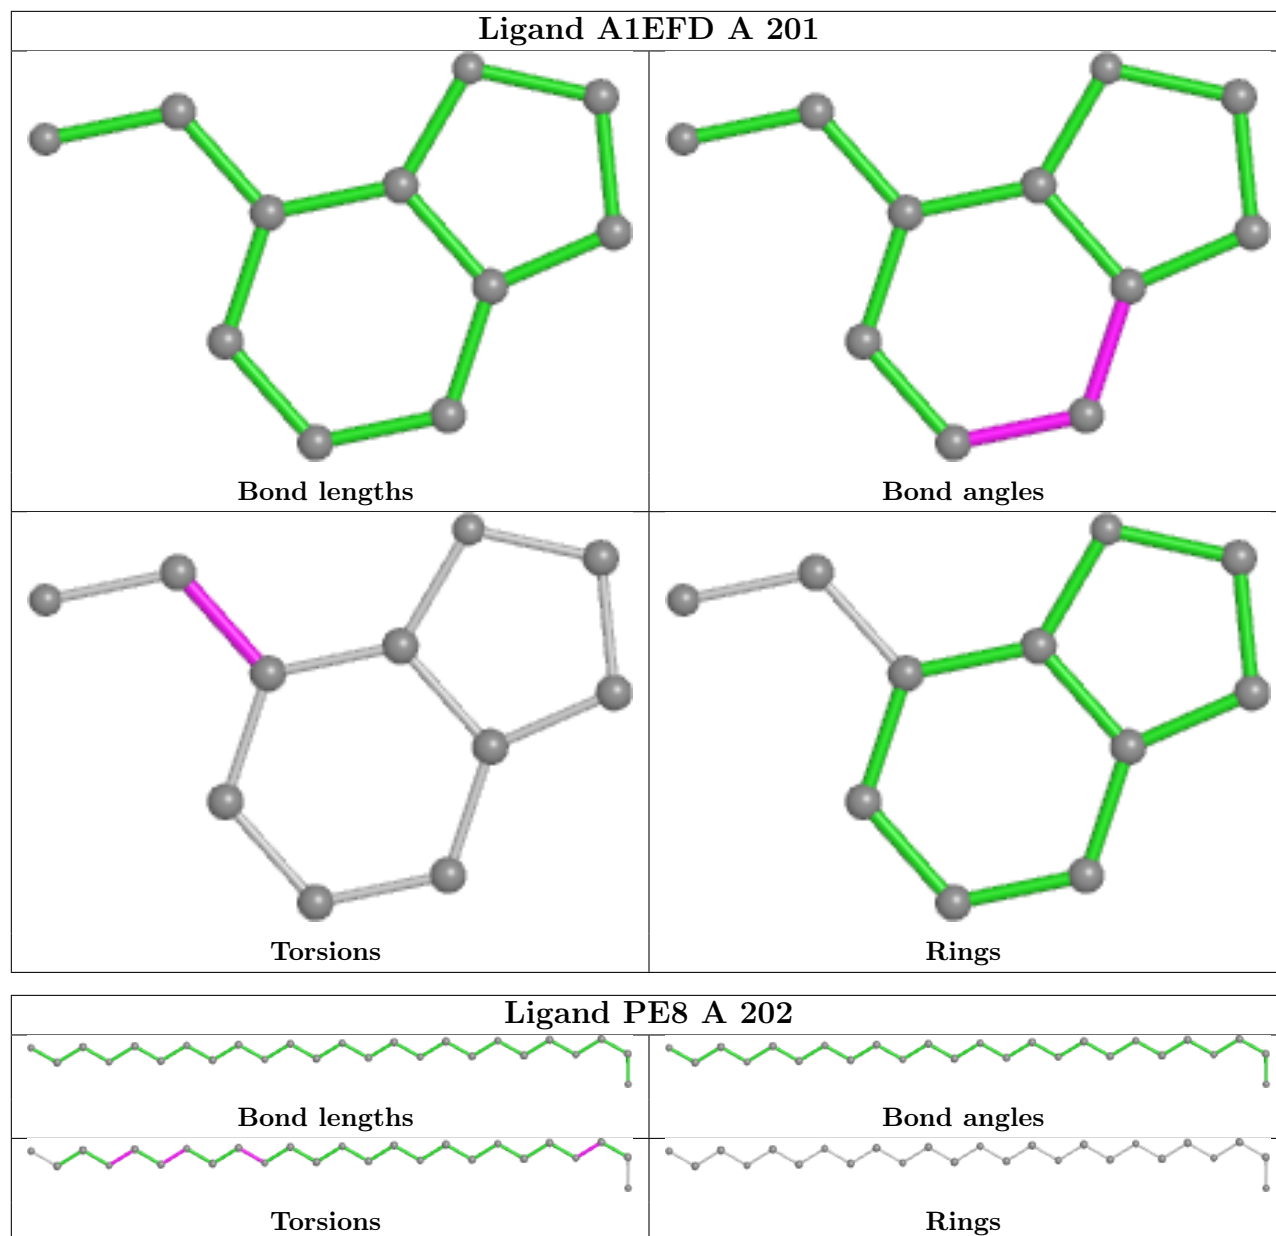 Ligand A1EFD A 201
Bond lengths
Bond angles
Torsions
Rings
Ligand PE8 A 202
Bond lengths
Bond angles
Torsions
Rings